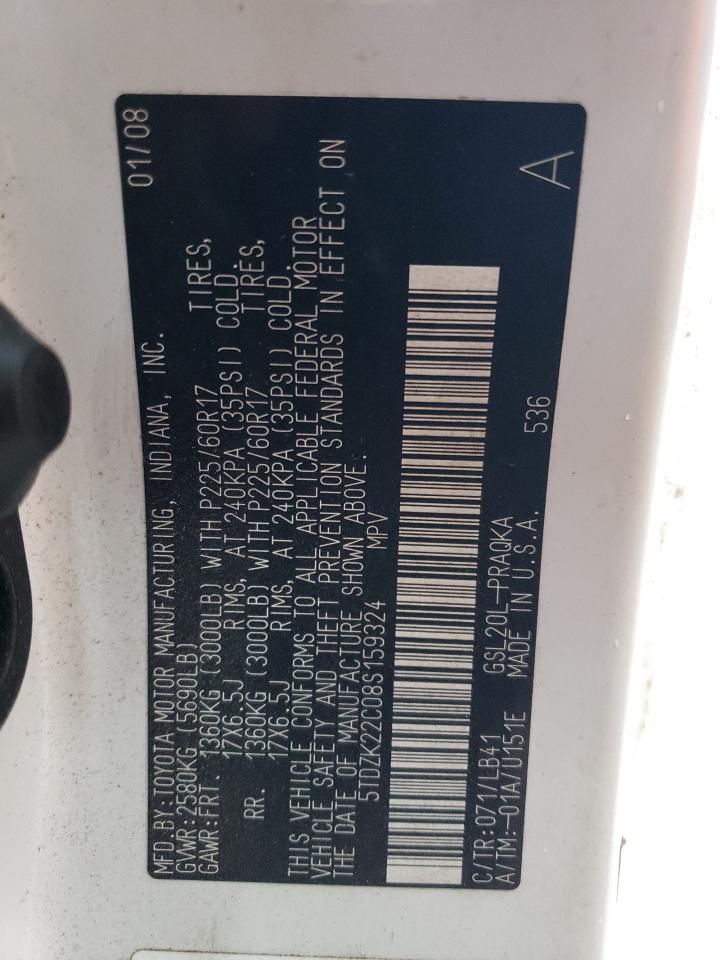 MFD.BY:TOYOTA MOTOR MANUFACTURING, INDIANA, INC. 01/08
GVWR:2580KG (5690LB)
GAWR:FRT. 1360KG (3000LB) WITH P225/60R17 TIRES,
17X6.5J RIMS, AT 240KPA (35PSI) COLD.
RR. 1360KG (3000LB) WITH P225/60R17 TIRES,
17X6.5J RIMS, AT 240KPA (35PSI) COLD.
THIS VEHICLE CONFORMS TO ALL APPLICABLE FEDERAL MOTOR
VEHICLE SAFETY AND THEFT PREVENTION STANDARDS IN EFFECT ON
THE DATE OF MANUFACTURE SHOWN ABOVE.
5TDZK22C08S159324 MPV
C/TR:071/LB41 GSL20L-PRAQKA
A/TM:-01A/U151E MADE IN U.S.A. 536
A